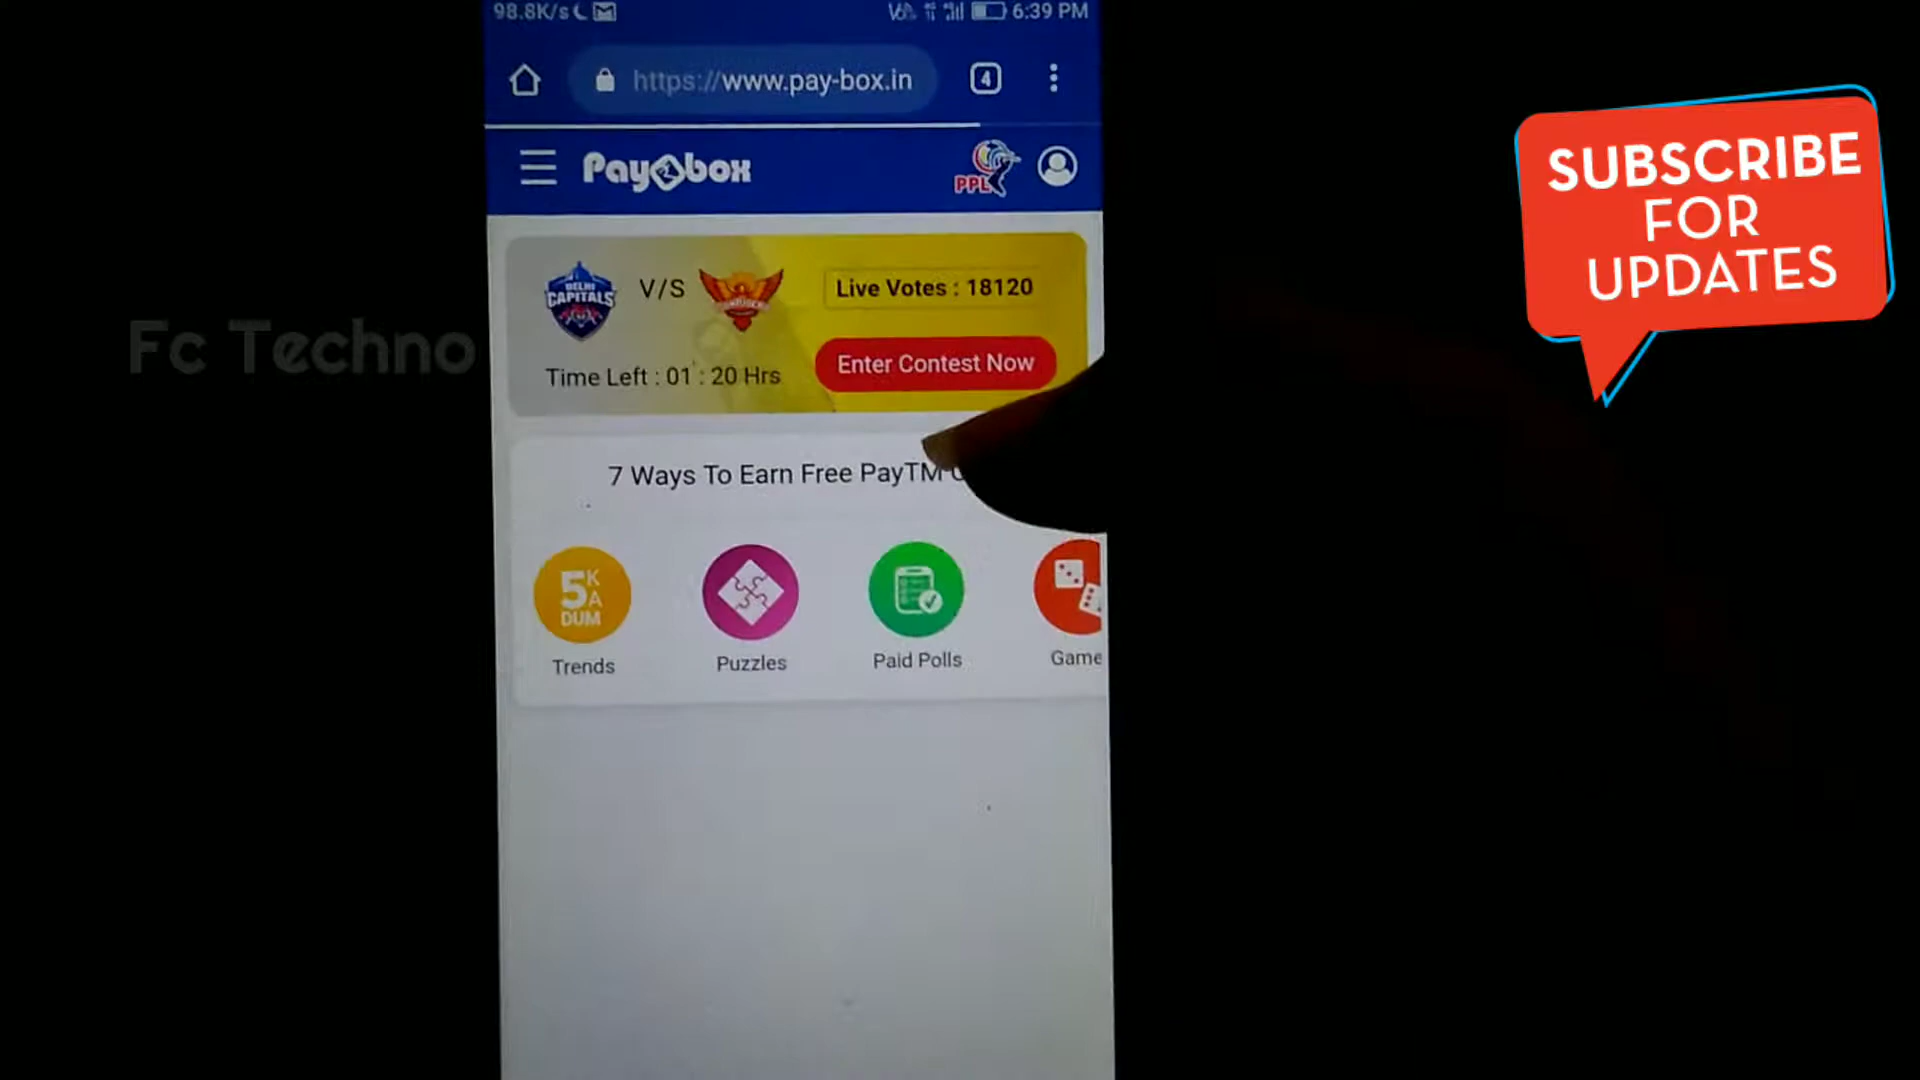 98.8K/s
6:39 PM
https://www.pay-box.in
4
Paybox
PPL
DELHI
CAPITALS
V/S
Live Votes : 18120
Time Left : 01 : 20 Hrs
Enter Contest Now
7 Ways To Earn Free PayTM
5K
A
DUM
Trends
Puzzles
Paid Polls
Game
Fc Techno
SUBSCRIBE
FOR
UPDATES